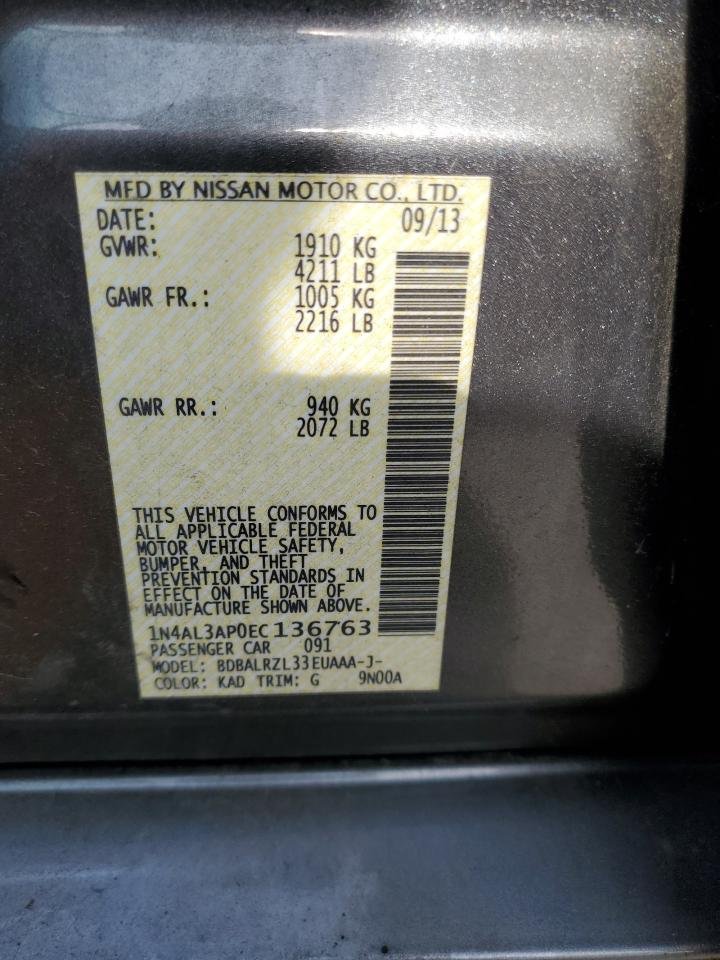 MFD BY NISSAN MOTOR CO., LTD.
DATE: 09/13
GVWR: 1910 KG
4211 LB
GAWR FR.: 1005 KG
2216 LB
GAWR RR.: 940 KG
2072 LB
THIS VEHICLE CONFORMS TO
ALL APPLICABLE FEDERAL
MOTOR VEHICLE SAFETY,
BUMPER, AND THEFT
PREVENTION STANDARDS IN
EFFECT ON THE DATE OF
MANUFACTURE SHOWN ABOVE.
1N4AL3AP0EC136763
PASSENGER CAR 091
MODEL: BDBALRZL33EUAAA-J-
COLOR: KAD TRIM: G 9N00A